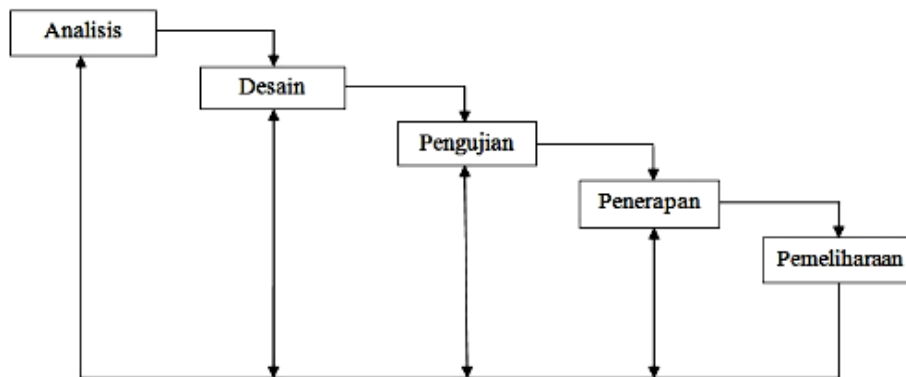 Analisis
Desain
Pengujian
Penerapan
Pemeliharaan